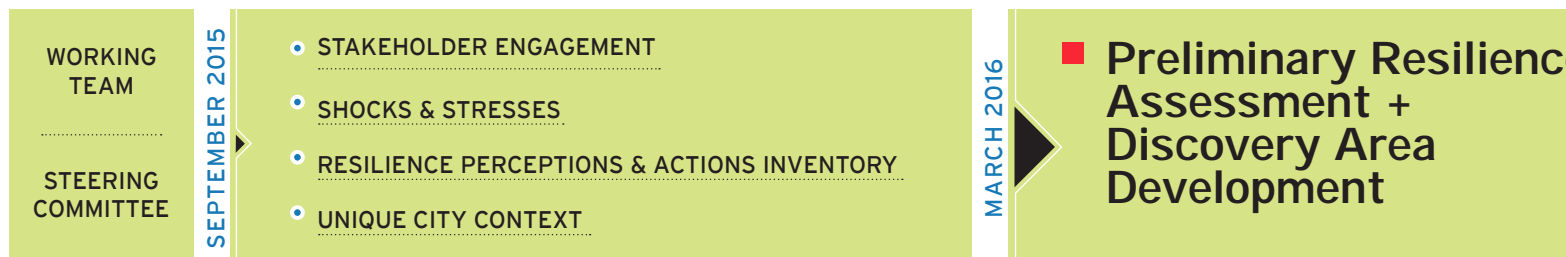 WORKING
TEAM
STEERING
COMMITTEE
SEPTEMBER 2015
STAKEHOLDER ENGAGEMENT
SHOCKS & STRESSES
RESILIENCE PERCEPTIONS & ACTIONS INVENTORY
UNIQUE CITY CONTEXT
MARCH 2016
Preliminary Resilienc
Assessment +
Discovery Area
Development